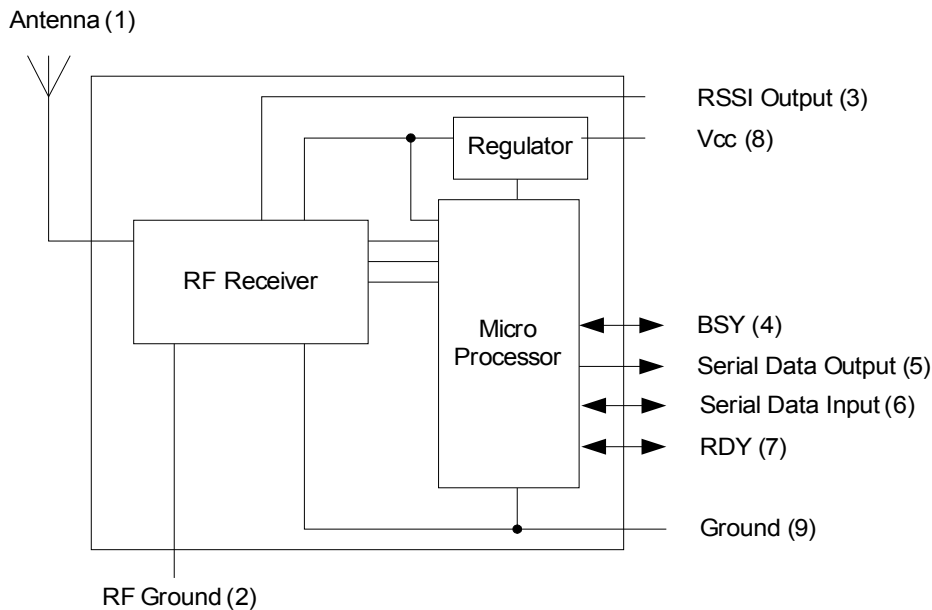 Antenna (1)
RSSI Output (3)
Regulator
Vcc (8)
RF Receiver
Micro
Processor
BSY (4)
Serial Data Output (5)
Serial Data Input (6)
RDY (7)
Ground (9)
RF Ground (2)